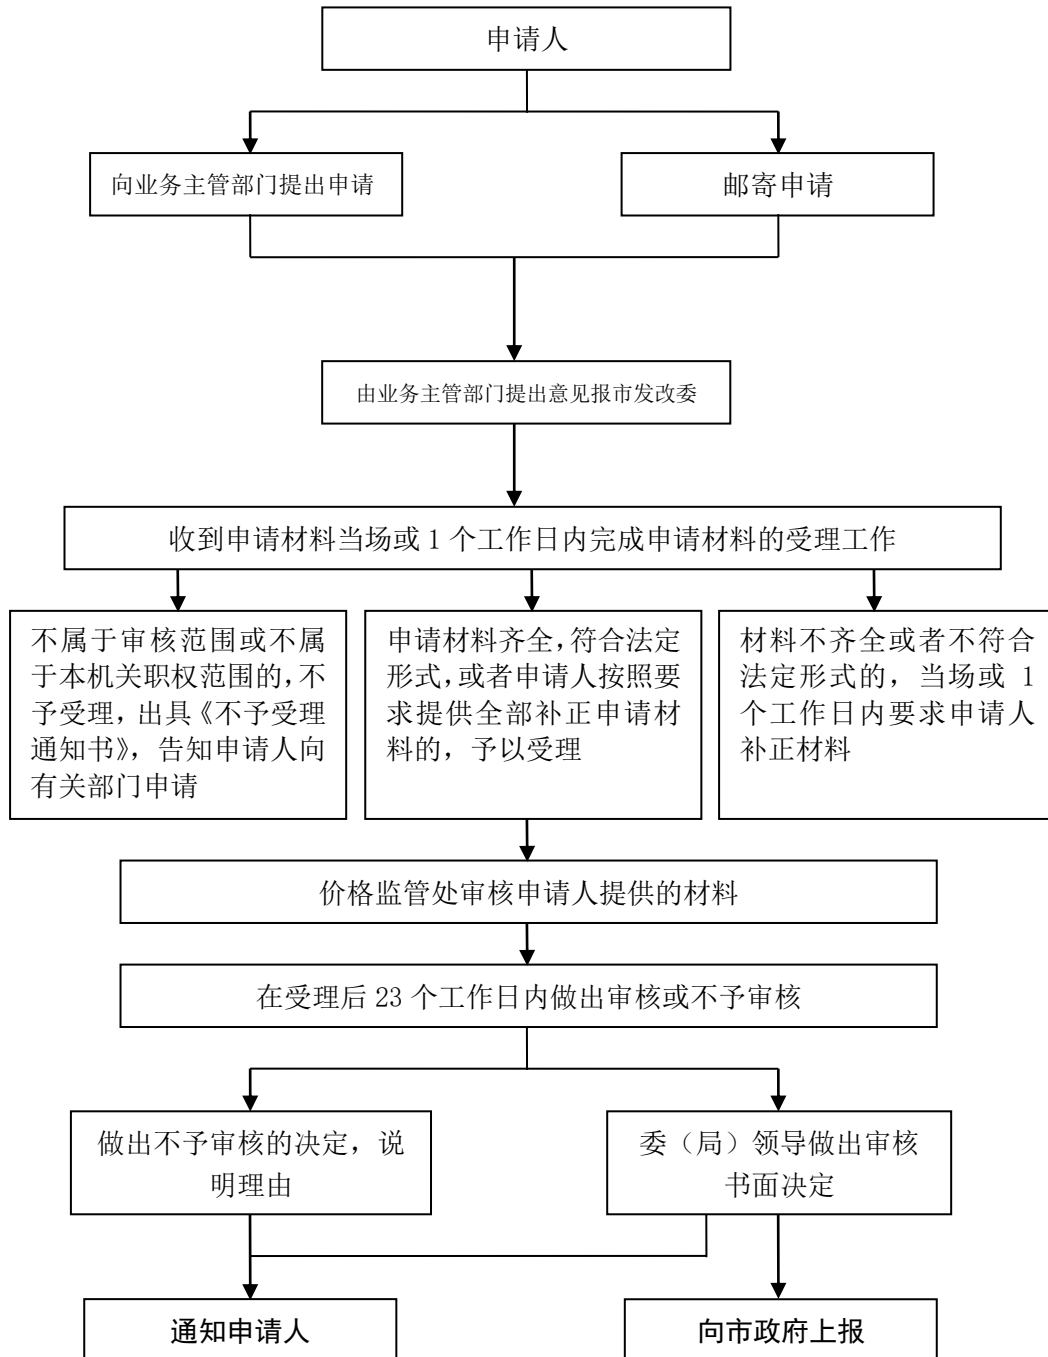 申请人
向业务主管部门提出申请
邮寄申请
由业务主管部门提出意见报市发改委
收到申请材料当场或 1 个工作日内完成申请材料的受理工作
不属于审核范围或不属
于本机关职权范围的,不
予受理,出具《不予受理
通知书》,告知申请人向
有关部门申请
申请材料齐全,符合法定
形式,或者申请人按照要
求提供全部补正申请材
料的,予以受理
材料不齐全或者不符合
法定形式的,当场或 1
个工作日内要求申请人
补正材料
价格监管处审核申请人提供的材料
在受理后 23 个工作日内做出审核或不予审核
做出不予审核的决定,说
明理由
委（局）领导做出审核
书面决定
通知申请人
向市政府上报